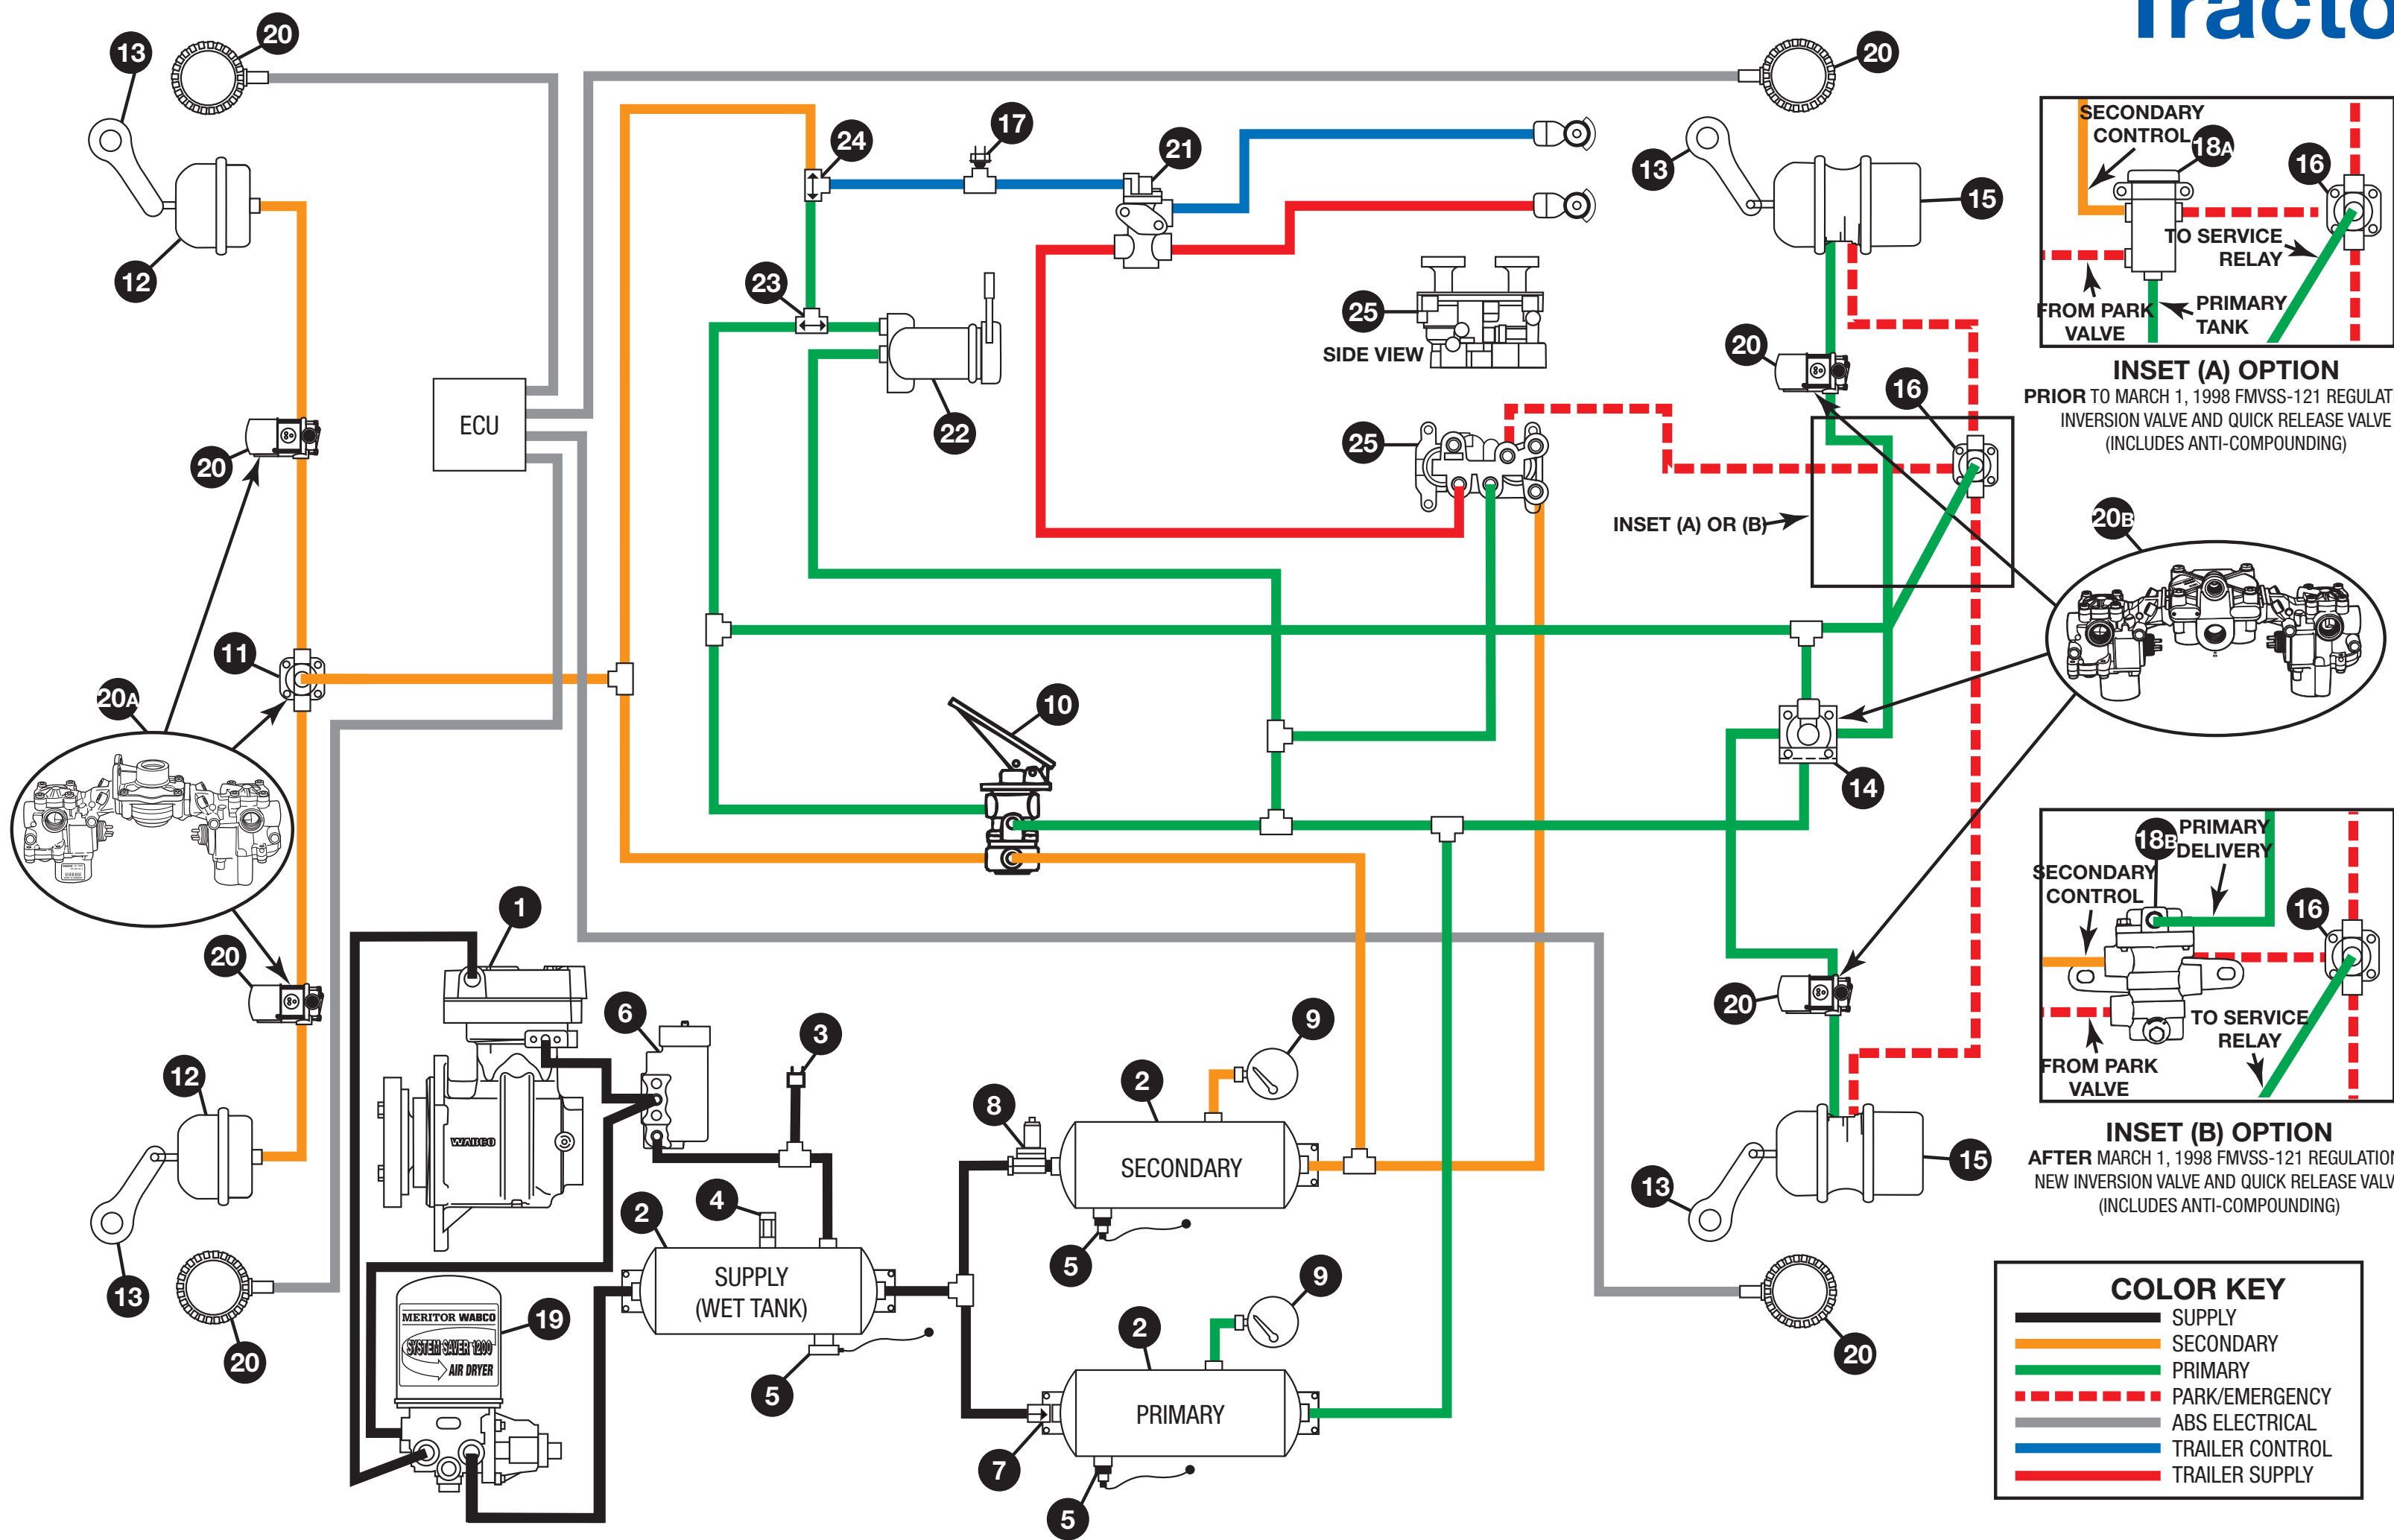 Tracto
13
20
20
24
17
21
13
12
15
23
25
SIDE VIEW
20
16
22
25
20
ECU
INSET (A) OR (B)
SECONDARY
CONTROL
18A
16
TO SERVICE
RELAY
FROM PARK
VALVE
PRIMARY
TANK
INSET (A) OPTION
PRIOR TO MARCH 1, 1998 FMVSS-121 REGULAT
INVERSION VALVE AND QUICK RELEASE VALVE
(INCLUDES ANTI-COMPOUNDING)
20B
11
20A
10
14
18B
PRIMARY
DELIVERY
SECONDARY
CONTROL
16
TO SERVICE
RELAY
FROM PARK
VALVE
INSET (B) OPTION
AFTER MARCH 1, 1998 FMVSS-121 REGULATION
NEW INVERSION VALVE AND QUICK RELEASE VALV
(INCLUDES ANTI-COMPOUNDING)
1
20
6
3
9
20
12
8
2
WABCO
SECONDARY
15
13
2
4
5
13
20
SUPPLY
(WET TANK)
9
19
MERITOR WABCO
SYSTEM SAVER 1200
AIR DRYER
2
5
PRIMARY
7
5
20
COLOR KEY
SUPPLY
SECONDARY
PRIMARY
PARK/EMERGENCY
ABS ELECTRICAL
TRAILER CONTROL
TRAILER SUPPLY